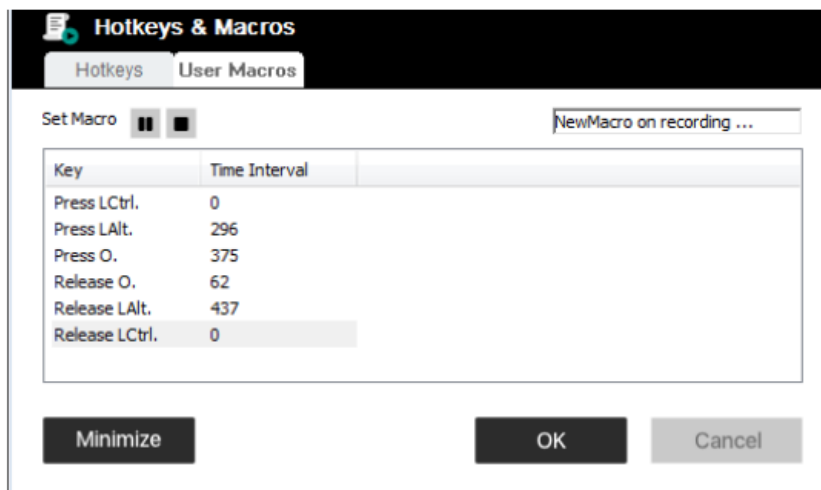 Hotkeys & Macros
Hotkeys User Macros
Set Macro NewMacro on recording ...
Key Time Interval
Press LCtrl. 0
Press LAlt. 296
Press O. 375
Release O. 62
Release LAlt. 437
Release LCtrl. 0
Minimize OK Cancel